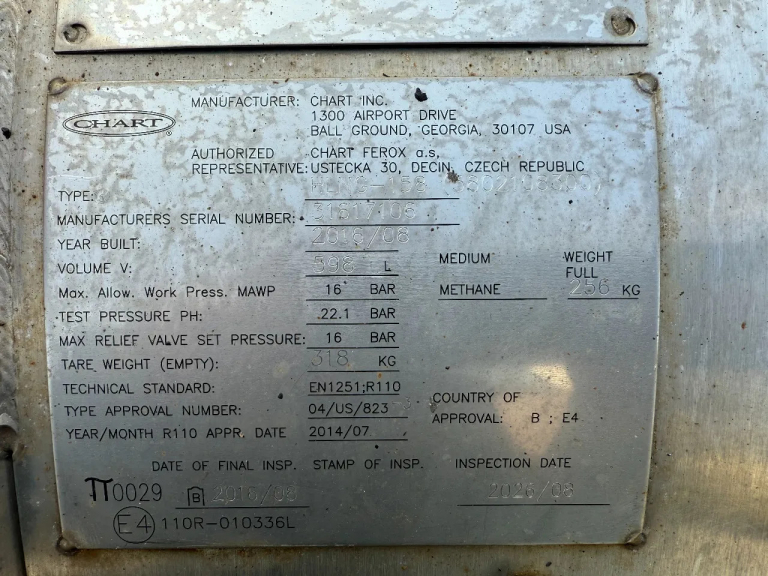 CHART
MANUFACTURER: CHART INC.
1300 AIRPORT DRIVE
BALL GROUND, GEORGIA, 30107 USA
AUTHORIZED CHART FEROX a.s,
REPRESENTATIVE: USTECKA 30, DECIN, CZECH REPUBLIC
TYPE:
MANUFACTURERS SERIAL NUMBER:
YEAR BUILT: 2016/08
VOLUME V: 598 L
MEDIUM WEIGHT FULL
Max. Allow. Work Press. MAWP 16 BAR METHANE 256 KG
TEST PRESSURE PH: 22.1 BAR
MAX RELIEF VALVE SET PRESSURE: 16 BAR
TARE WEIGHT (EMPTY): 318 KG
TECHNICAL STANDARD: EN1251;R110
TYPE APPROVAL NUMBER: 04/US/823
COUNTRY OF
APPROVAL: B ; E4
YEAR/MONTH R110 APPR. DATE 2014/07
DATE OF FINAL INSP. STAMP OF INSP. INSPECTION DATE
π0029 B 2016/08 2026/08
E4 110R-010336L